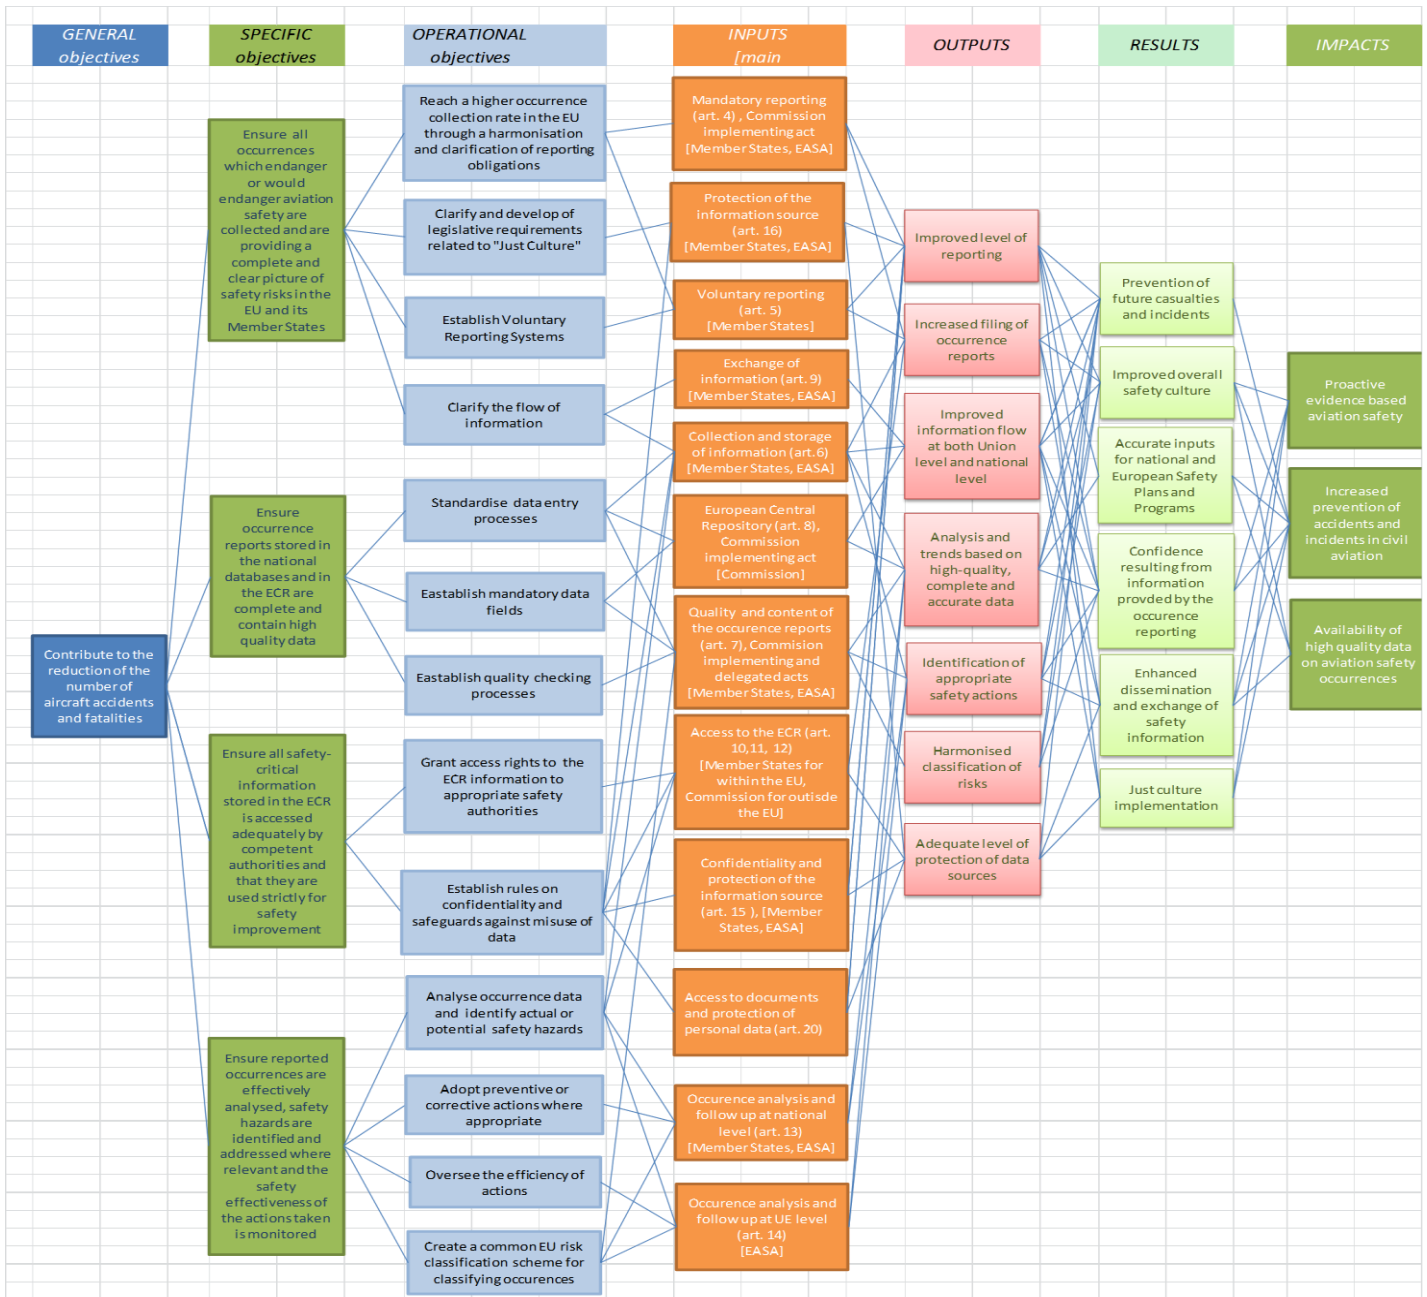 GENERAL
objectives
SPECIFIC
objectives
OPERATIONAL
objectives
INPUTS
[main
OUTPUTS
RESULTS
IMPACTS
Contribute to the
reduction of the
number of
aircraft accidents
and fatalities
Ensure all
occurrences
which endanger
or would
endanger aviation
safety are
collected and are
providing a
complete and
clear picture of
safety risks in the
EU and its
Member States
Ensure
occurrence
reports stored in
the national
databases and in
the ECR are
complete and
contain high
quality data
Ensure all safety-
critical
information
stored in the ECR
is accessed
adequately by
competent
authorities and
that they are
used strictly for
safety
improvement
Ensure reported
occurrences are
effectively
analysed, safety
hazards are
identified and
addressed where
relevant and the
safety
effectiveness of
the actions taken
is monitored
Reach a higher occurrence
collection rate in the EU
through a harmonisation
and clarification of reporting
obligations
Clarify and develop of
legislative requirements
related to "Just Culture"
Establish Voluntary
Reporting Systems
Clarify the flow of
information
Standardise data entry
processes
Eastablish mandatory data
fields
Eastablish quality checking
processes
Grant access rights to the
ECR information to
appropriate safety
authorities
Establish rules on
confidentiality and
safeguards against misuse of
data
Analyse occurrence data
and identify actual or
potential safety hazards
Adopt preventive or
corrective actions where
appropriate
Oversee the efficiency of
actions
Create a common EU risk
classification scheme for
classifying occurences
Mandatory reporting
(art. 4) , Commission
implementing act
[Member States, EASA]
Protection of the
information source
(art. 16)
[Member States, EASA]
Voluntary reporting
(art. 5)
[Member States]
Exchange of
information (art. 9)
[Member States, EASA]
Collection and storage
of information (art.6)
[Member States, EASA]
European Central
Repository (art. 8),
Commission
implementing act
[Commission]
Quality and content of
the occurence reports
(art. 7), Commision
implementing and
delegated acts
[Member States, EASA]
Access to the ECR (art.
10,11, 12)
[Member States for
within the EU,
Commission for outisde
the EU]
Confidentiality and
protection of the
information source
(art. 15 ), [Member
States, EASA]
Access to documents
and protection of
personal data (art. 20)
Occurence analysis and
follow up at national
level (art. 13)
[Member States, EASA]
Occurence analysis and
follow up at UE level
(art. 14)
[EASA]
Improved level of
reporting
Increased filing of
occurrence
reports
Improved
information flow
at both Union
level and national
level
Analysis and
trends based on
high-quality,
complete and
accurate data
Identification of
appropriate
safety actions
Harmonised
classification of
risks
Adequate level of
protection of data
sources
Prevention of
future casualties
and incidents
Improved overall
safety culture
Accurate inputs
for national and
European Safety
Plans and
Programs
Confidence
resulting from
information
provded by the
occurence
reporting
Enhanced
dissemination
and exchange of
safety
information
Just culture
implementation
Proactive
evidence based
aviation safety
Increased
prevention of
accidents and
incidents in civil
aviation
Availability of
high quality data
on aviation safety
occurrences